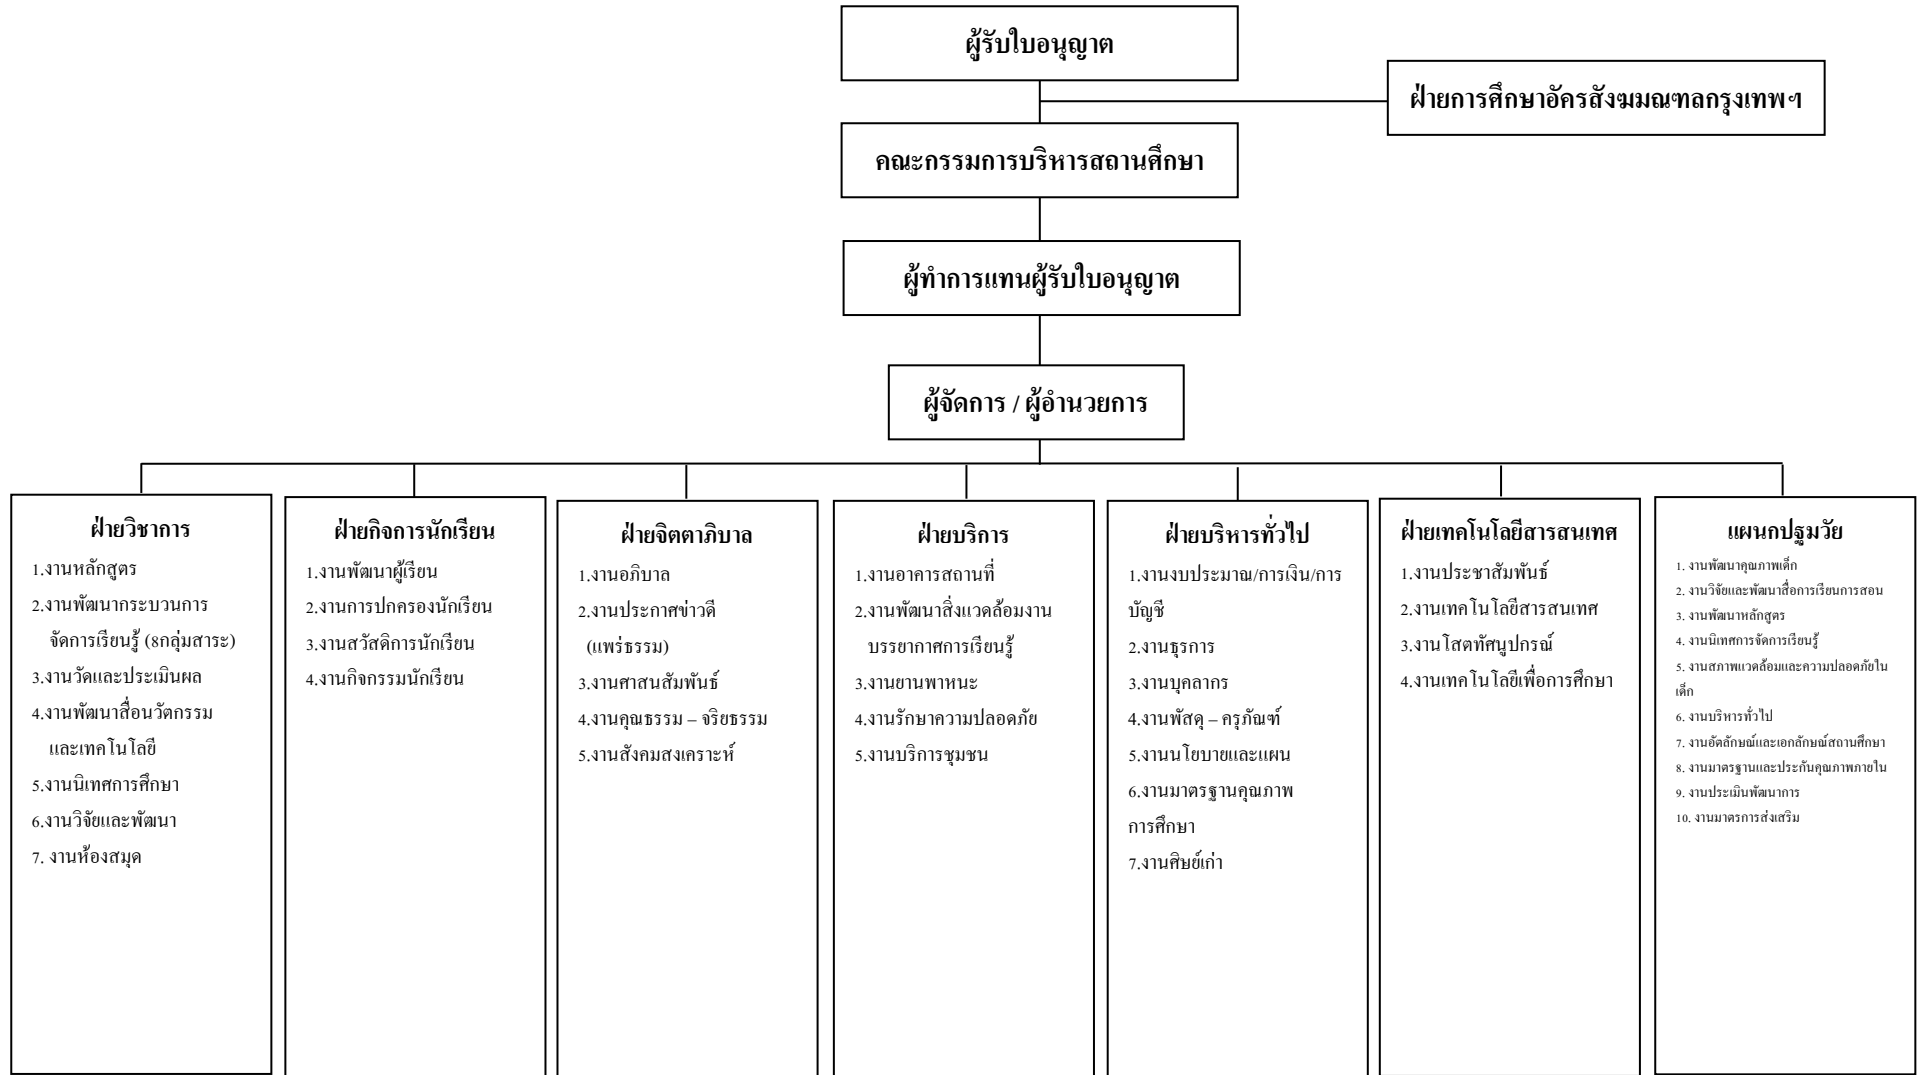 ผู้รับใบอนุญาต
ฝ่ายการศึกษาอัครสังฆมณฑลกรุงเทพฯ
คณะกรรมการบริหารสถานศึกษา
ผู้ทำการแทนผู้รับใบอนุญาต
ผู้จัดการ / ผู้อำนวยการ
ฝ่ายวิชาการ
1.งานหลักสูตร
2.งานพัฒนากระบวนการ
จัดการเรียนรู้ (8กลุ่มสาระ)
3.งานวัดและประเมินผล
4.งานพัฒนาสื่อนวัตกรรม
และเทคโนโลยี
5.งานนิเทศการศึกษา
6.งานวิจัยและพัฒนา
7. งานห้องสมุด
ฝ่ายกิจการนักเรียน
1.งานพัฒนาผู้เรียน
2.งานการปกครองนักเรียน
3.งานสวัสดิการนักเรียน
4.งานกิจกรรมนักเรียน
ฝ่ายจิตตาภิบาล
1.งานอภิบาล
2.งานประกาศข่าวดี
(แพร่ธรรม)
3.งานศาสนสัมพันธ์
4.งานคุณธรรม – จริยธรรม
5.งานสังคมสงเคราะห์
ฝ่ายบริการ
1.งานอาคารสถานที่
2.งานพัฒนาสิ่งแวดล้อมงาน
บรรยากาศการเรียนรู้
3.งานยานพาหนะ
4.งานรักษาความปลอดภัย
5.งานบริการชุมชน
ฝ่ายบริหารทั่วไป
1.งานงบประมาณ/การเงิน/การ
บัญชี
2.งานธุรการ
3.งานบุคลากร
4.งานพัสดุ – ครุภัณฑ์
5.งานนโยบายและแผน
6.งานมาตรฐานคุณภาพ
การศึกษา
7.งานศิษย์เก่า
ฝ่ายเทคโนโลยีสารสนเทศ
1.งานประชาสัมพันธ์
2.งานเทคโนโลยีสารสนเทศ
3.งานโสตทัศนูปกรณ์
4.งานเทคโนโลยีเพื่อการศึกษา
แผนกปฐมวัย
1. งานพัฒนาคุณภาพเด็ก
2. งานวิจัยและพัฒนาสื่อการเรียนการสอน
3. งานพัฒนาหลักสูตร
4. งานนิเทศการจัดการเรียนรู้
5. งานสภาพแวดล้อมและความปลอดภัยใน
เด็ก
6. งานบริหารทั่วไป
7. งานอัตลักษณ์และเอกลักษณ์สถานศึกษา
8. งานมาตรฐานและประกันคุณภาพภายใน
9. งานประเมินพัฒนาการ
10. งานมาตรการส่งเสริม